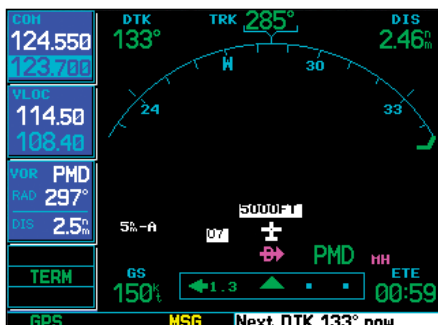 COM
124.550
123.700
VLOC
114.50
108.40
VOR PMD
RAD 297°
DIS 2.5nm
TERM
GPS
DTK
133°
TRK 285°
DIS
2.46nm
24
W
30
33
5nm-A
07
5000FT
D
PMD
MH
GS
150kt
1.3
ETE
00:59
MSG
Next DTK 133° now